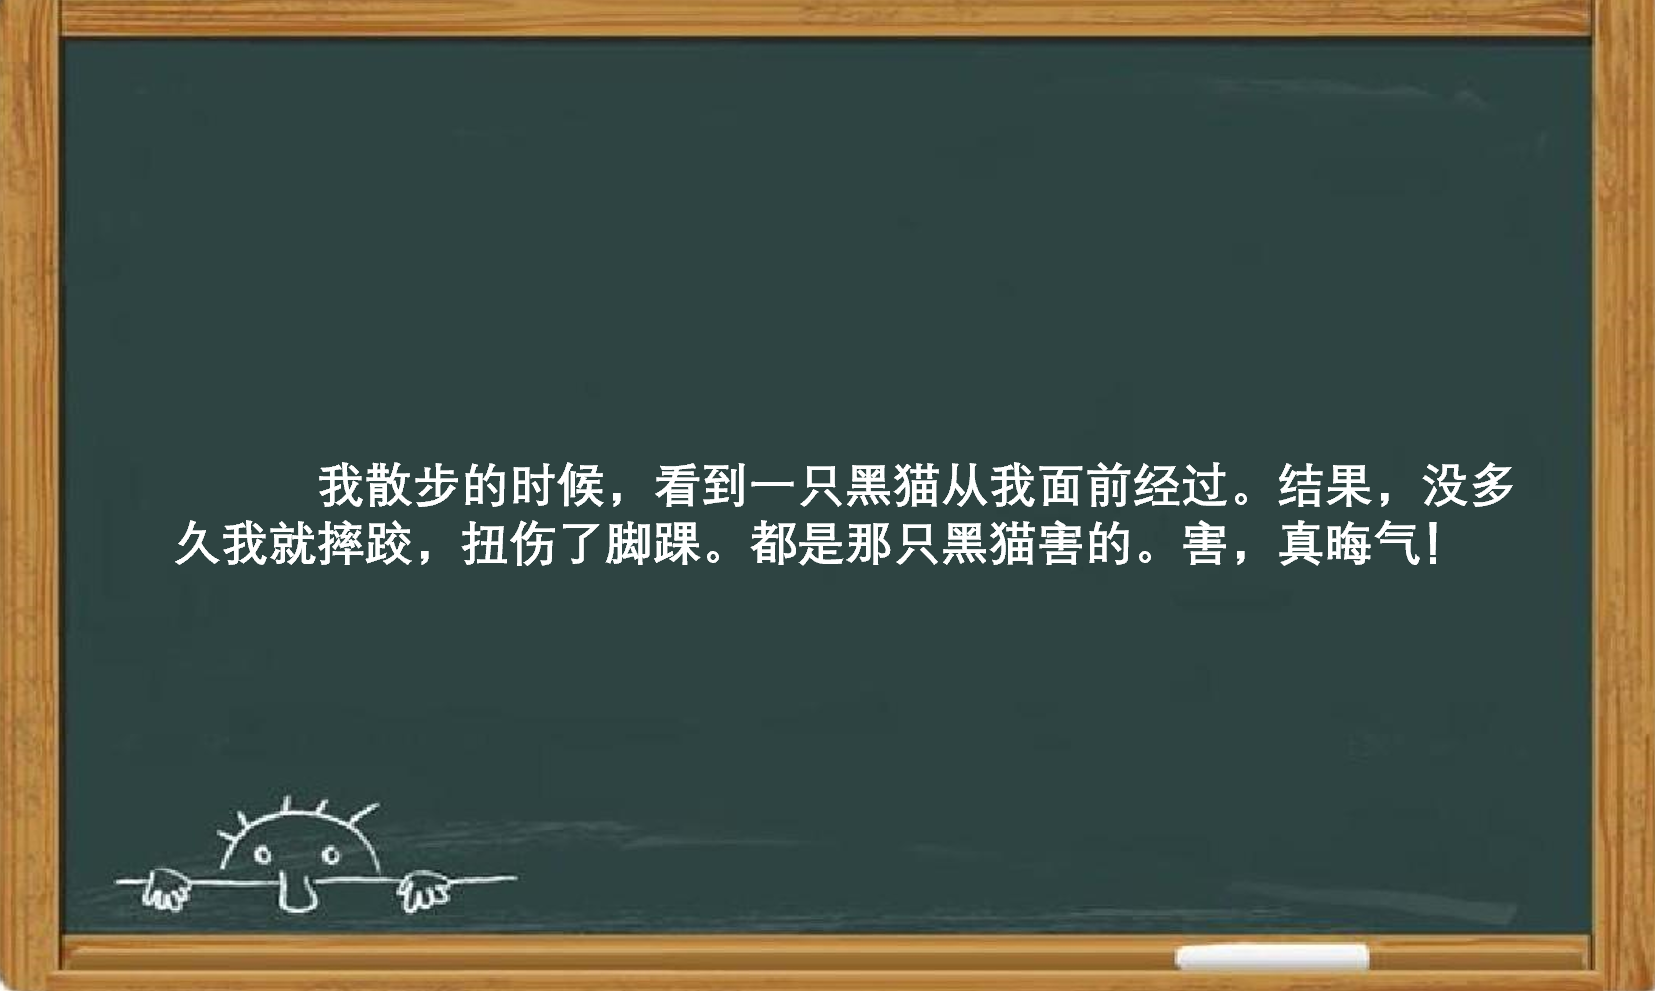 我散步的时候，看到一只黑猫从我面前经过。结果，没多
久我就摔跤，扭伤了脚踝。都是那只黑猫害的。害，真晦气！